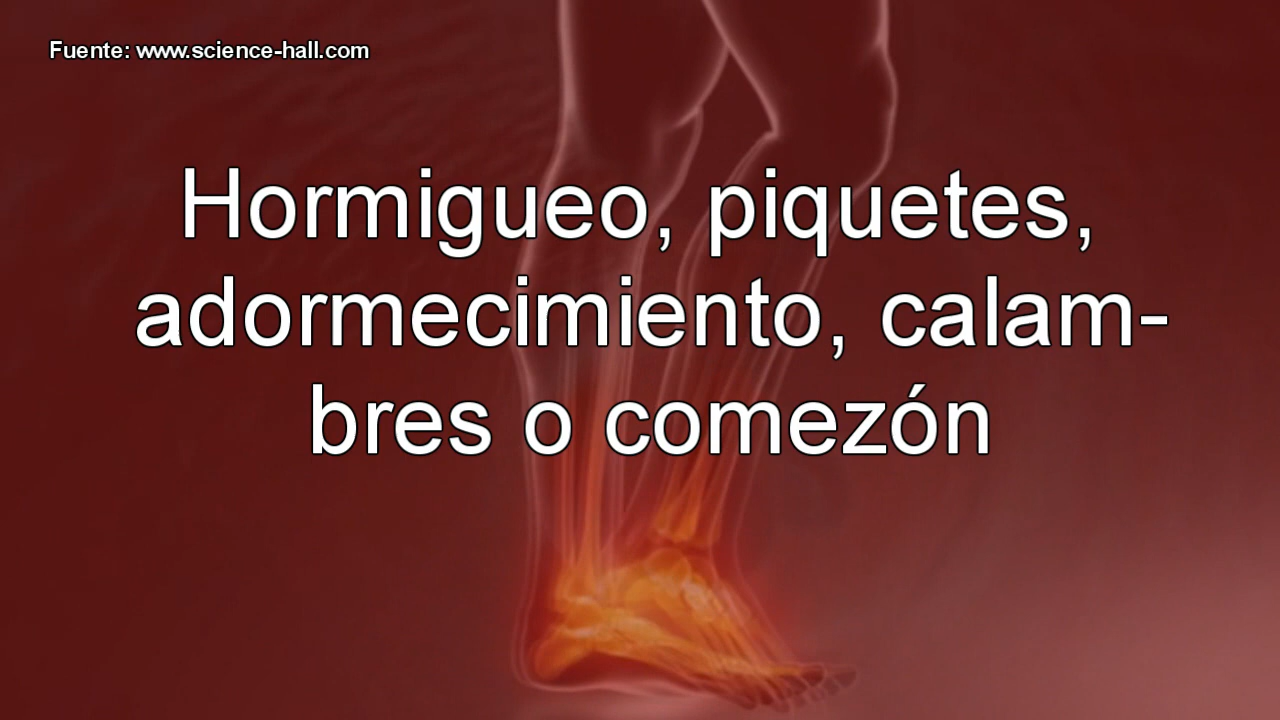 Fuente: www.science-hall.com
Hormigueo, piquetes,
adormecimiento, calam-
bres o comezón